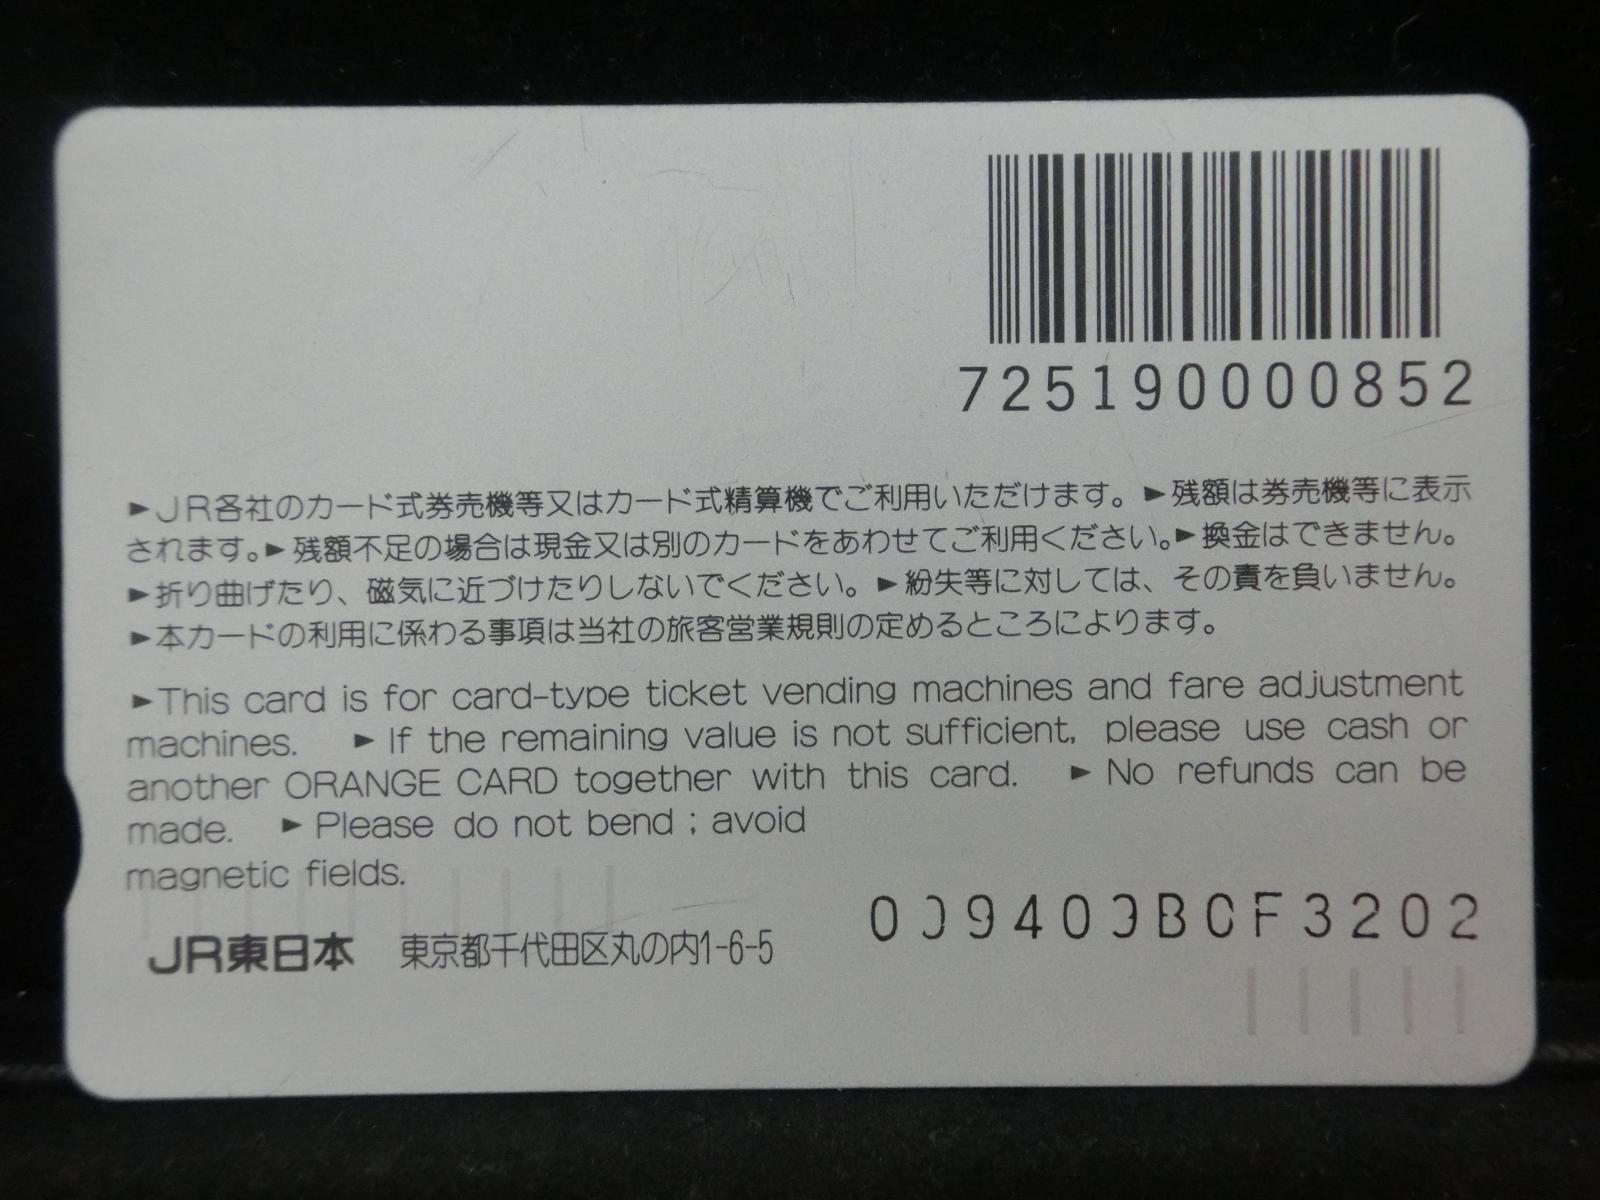 725190000852
►JR各社のカード式券売機等又はカード式精算機でご利用いただけます。►残額は券売機等に表示
されます。►残額不足の場合は現金又は別のカードをあわせてご利用ください。►換金はできません。
►折り曲げたり、磁気に近づけたりしないでください。►紛失等に対しては、その責を負いません。
►本カードの利用に係わる事項は当社の旅客営業規則の定めるところによります。
►This card is for card-type ticket vending machines and fare adjustment
machines. ►If the remaining value is not sufficient, please use cash or
another ORANGE CARD together with this card. ►No refunds can be
made. ►Please do not bend ; avoid
magnetic fields.
0094009B0F3202
JR東日本 東京都千代田区丸の内1-6-5